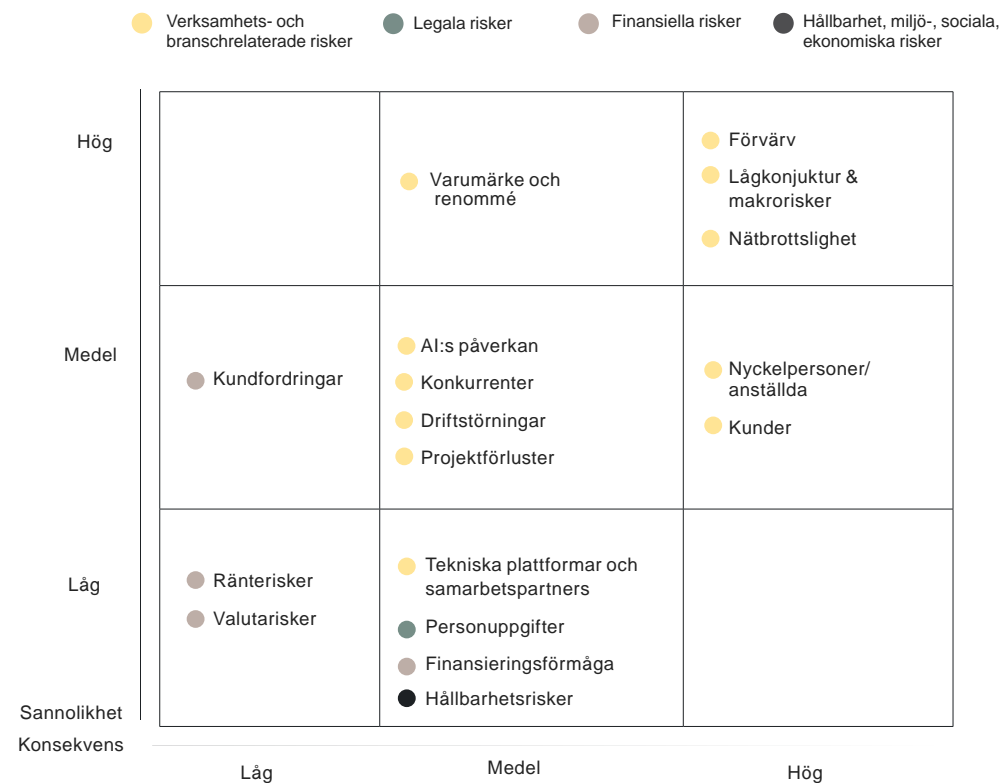 Verksamhets- och
branschrelaterade risker
Legala risker
Finansiella risker
Hållbarhet, miljö-, sociala,
ekonomiska risker
Hög
Varumärke och
renommé
Förvärv
Lågkonjuktur &
makrorisker
Nätbrottslighet
Medel
Kundfordringar
AI:s påverkan
Konkurrenter
Driftstörningar
Projektförluster
Nyckelpersoner/
anställda
Kunder
Låg
Ränterisker
Valutarisker
Tekniska plattformar och
samarbetspartners
Personuppgifter
Finansieringsförmåga
Hållbarhetsrisker
Sannolikhet
Konsekvens
Låg
Medel
Hög